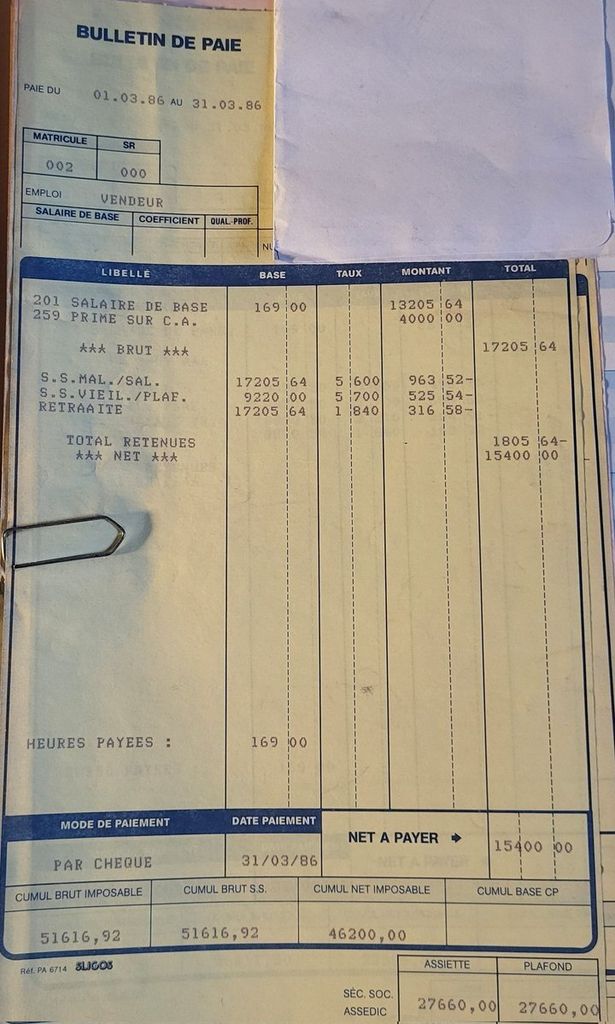 BULLETIN DE PAIE
PAIE DU 01.03.86 AU 31.03.86
MATRICULE SR
002 000
EMPLOI VENDEUR
SALAIRE DE BASE COEFFICIENT QUAL.-PROF.
LIBELLÉ BASE TAUX MONTANT TOTAL
201 SALAIRE DE BASE 169 00 13205 64
259 PRIME SUR C.A. 4000 00
*** BRUT *** 17205 64
S.S.MAL./SAL. 17205 64 5 600 963 52-
S.S.VIEIL./PLAF. 9220 00 5 700 525 54-
RETRAAITE 17205 64 1 840 316 58-
TOTAL RETENUES 1805 64-
*** NET *** 15400 00
HEURES PAYEES : 169 00
MODE DE PAIEMENT DATE PAIEMENT NET A PAYER 15400 00
PAR CHEQUE 31/03/86
CUMUL BRUT IMPOSABLE CUMUL BRUT S.S. CUMUL NET IMPOSABLE CUMUL BASE CP
51616,92 51616,92 46200,00
Réf. PA 6714 SLIGOS
ASSIETTE PLAFOND
SÉC. SOC.
ASSEDIC 27660,00 27660,00